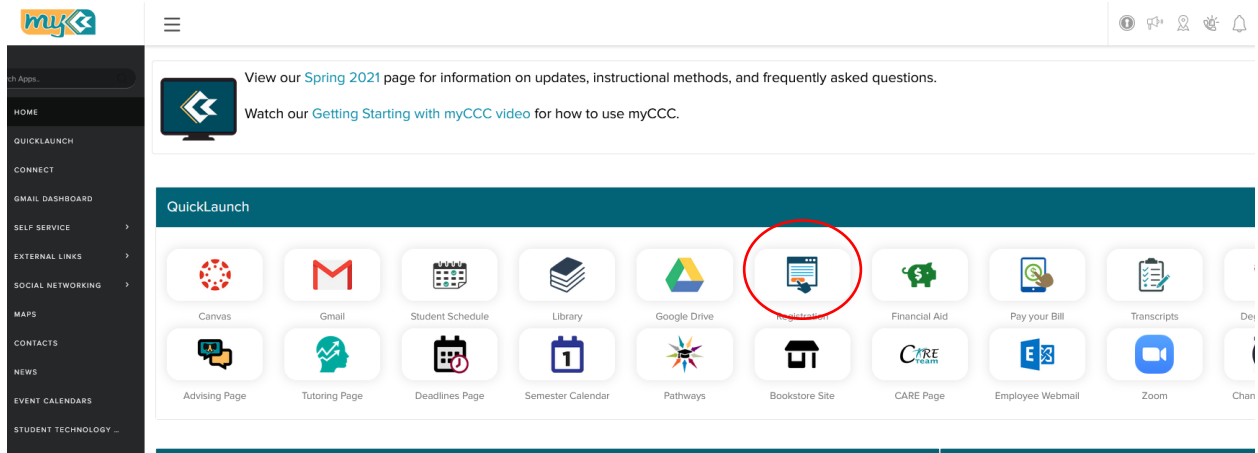 my
View our Spring 2021 page for information on updates, instructional methods, and frequently asked questions.
Watch our Getting Starting with myCCC video for how to use myCCC.
ch Apps..
HOME
QUICKLAUNCH
CONNECT
GMAIL DASHBOARD
SELF SERVICE
EXTERNAL LINKS
SOCIAL NETWORKING
MAPS
CONTACTS
NEWS
EVENT CALENDARS
STUDENT TECHNOLOGY ...
QuickLaunch
Canvas Gmail Student Schedule Library Google Drive Registration Financial Aid Pay your Bill Transcripts
1
CARE
Team
E
Advising Page Tutoring Page Deadlines Page Semester Calendar Pathways Bookstore Site CARE Page Employee Webmail Zoom